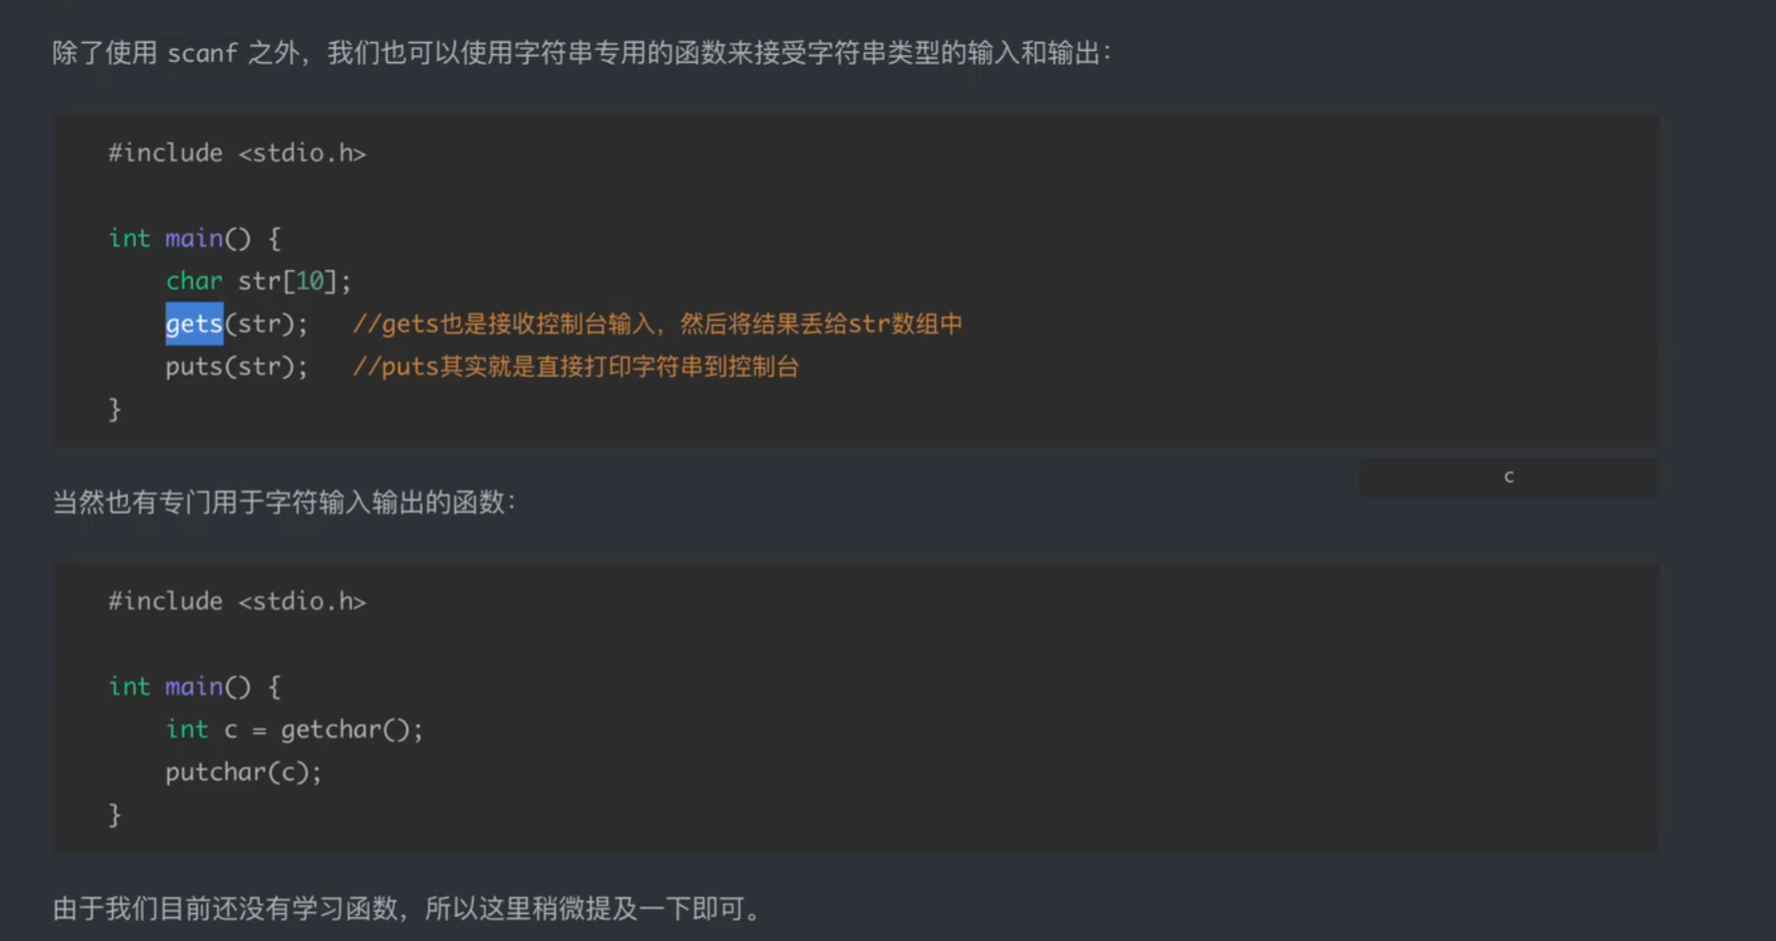 除了使用 scanf 之外，我们也可以使用字符串专用的函数来接受字符串类型的输入和输出：
#include <stdio.h>
int main() {
    char str[10];
    gets(str);   //gets也是接收控制台输入，然后将结果丢给str数组中
    puts(str);   //puts其实就是直接打印字符串到控制台
}
c
当然也有专门用于字符输入输出的函数：
#include <stdio.h>
int main() {
    int c = getchar();
    putchar(c);
}
由于我们目前还没有学习函数，所以这里稍微提及一下即可。